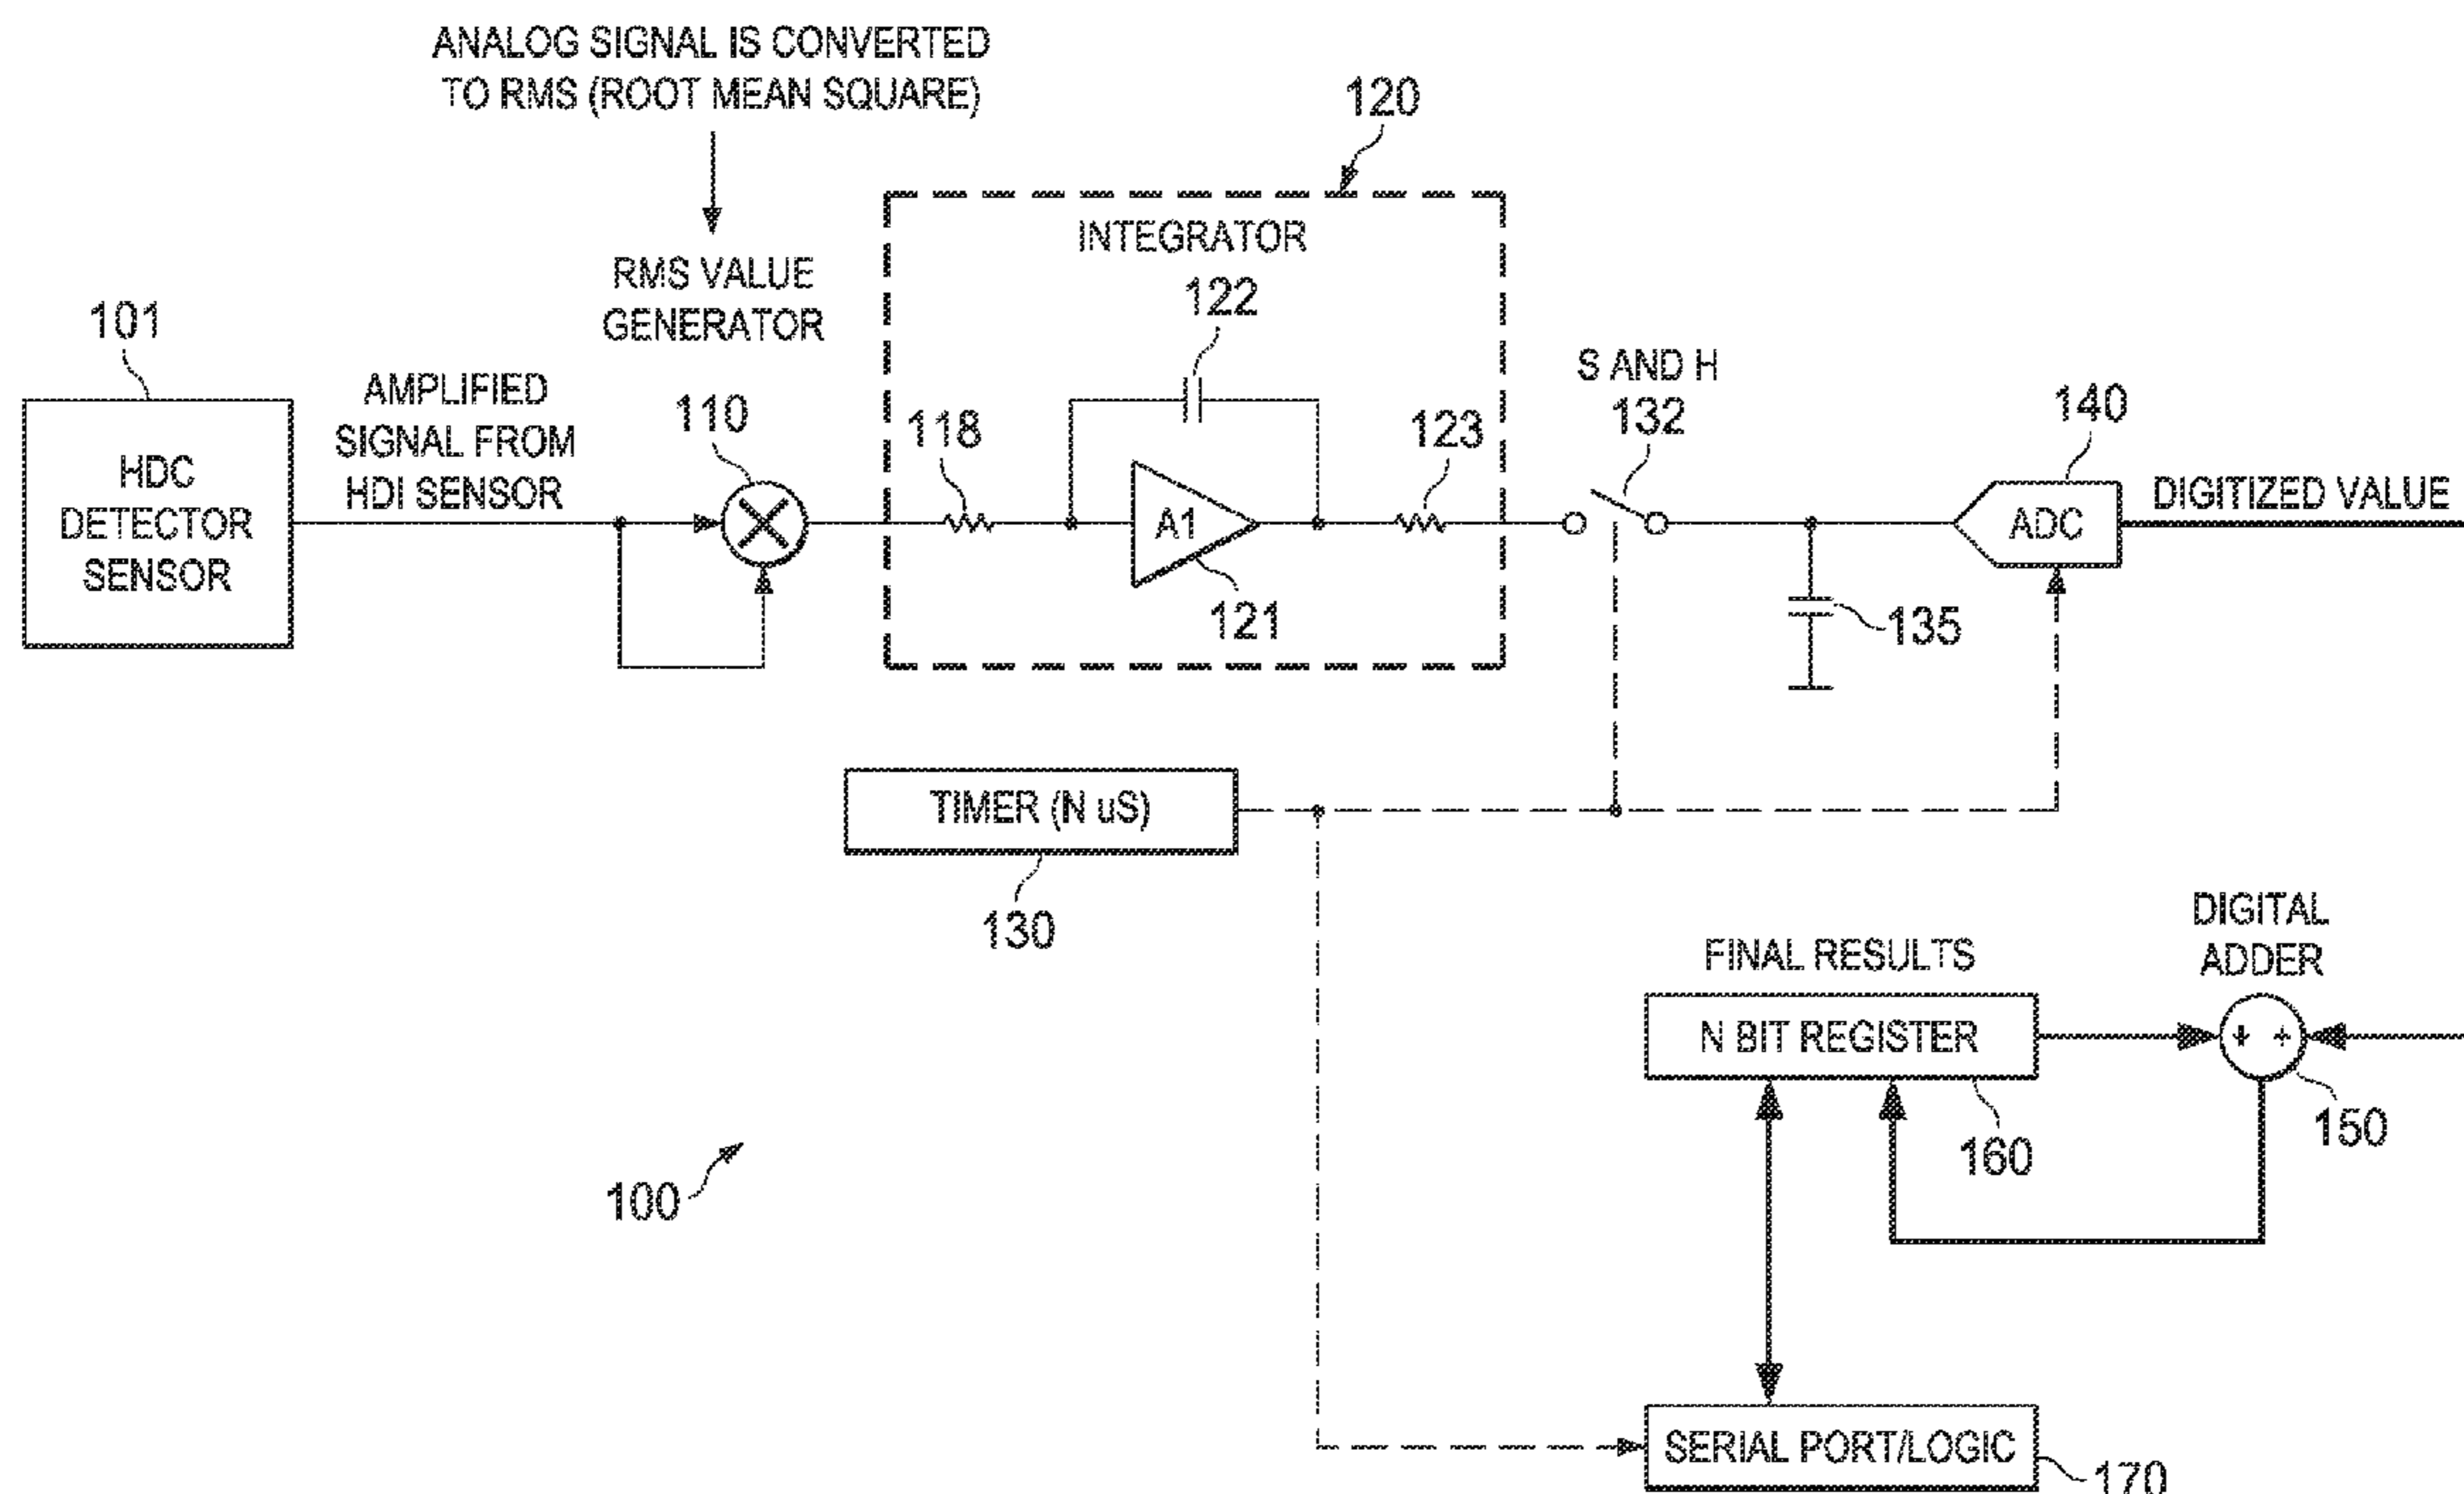 ANALOG SIGNAL IS CONVERTED
TO RMS (ROOT MEAN SQUARE)
120
RMS VALUE
GENERATOR
INTEGRATOR
122
101
AMPLIFIED
SIGNAL FROM
HDI SENSOR
110
118
123
S AND H
132
140
HDC
DETECTOR
SENSOR
A1
121
135
ADC
DIGITIZED VALUE
TIMER (N uS)
130
DIGITAL
ADDER
FINAL RESULTS
N BIT REGISTER
+ +
150
160
100
SERIAL PORT/LOGIC
170